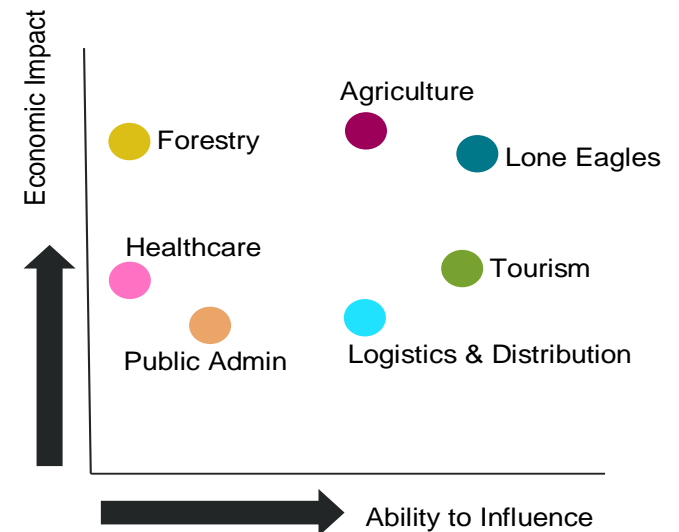 Economic Impact
Agriculture
Forestry
Lone Eagles
Healthcare
Tourism
Public Admin
Logistics & Distribution
Ability to Influence